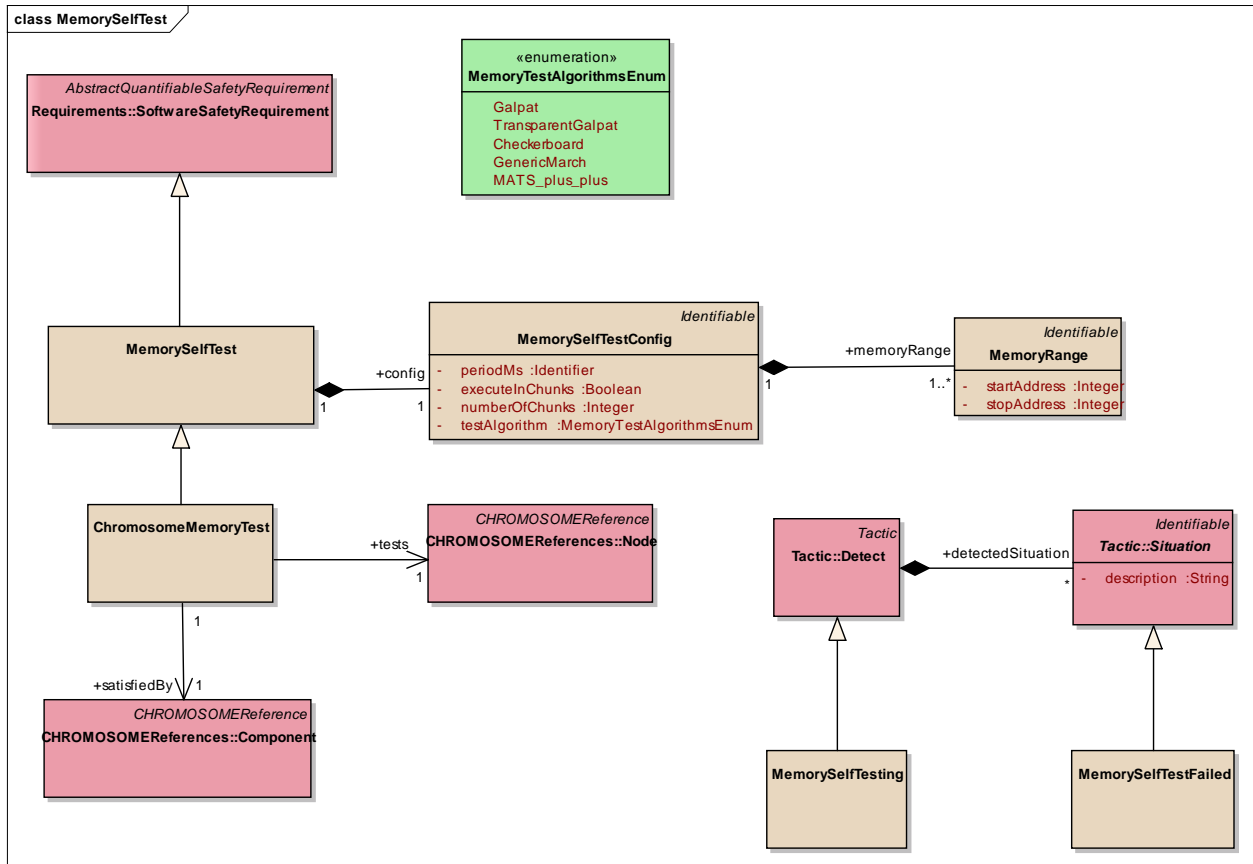 class MemorySelfTest
AbstractQuantifiableSafetyRequirement
Requirements::SoftwareSafetyRequirement
«enumeration»
MemoryTestAlgorithmsEnum
Galpat
TransparentGalpat
Checkerboard
GenericMarch
MATS_plus_plus
MemorySelfTest
+config
1
1
Identifiable
MemorySelfTestConfig
- periodMs :Identifier
- executeInChunks :Boolean
- numberOfChunks :Integer
- testAlgorithm :MemoryTestAlgorithmsEnum
+memoryRange
1
1..*
Identifiable
MemoryRange
- startAddress :Integer
- stopAddress :Integer
ChromosomeMemoryTest
+tests
1
CHROMOSOMEReference
CHROMOSOMEReferences::Node
Tactic
Tactic::Detect
+detectedSituation
*
Identifiable
Tactic::Situation
- description :String
1
+satisfiedBy
1
CHROMOSOMEReference
CHROMOSOMEReferences::Component
MemorySelfTesting
MemorySelfTestFailed